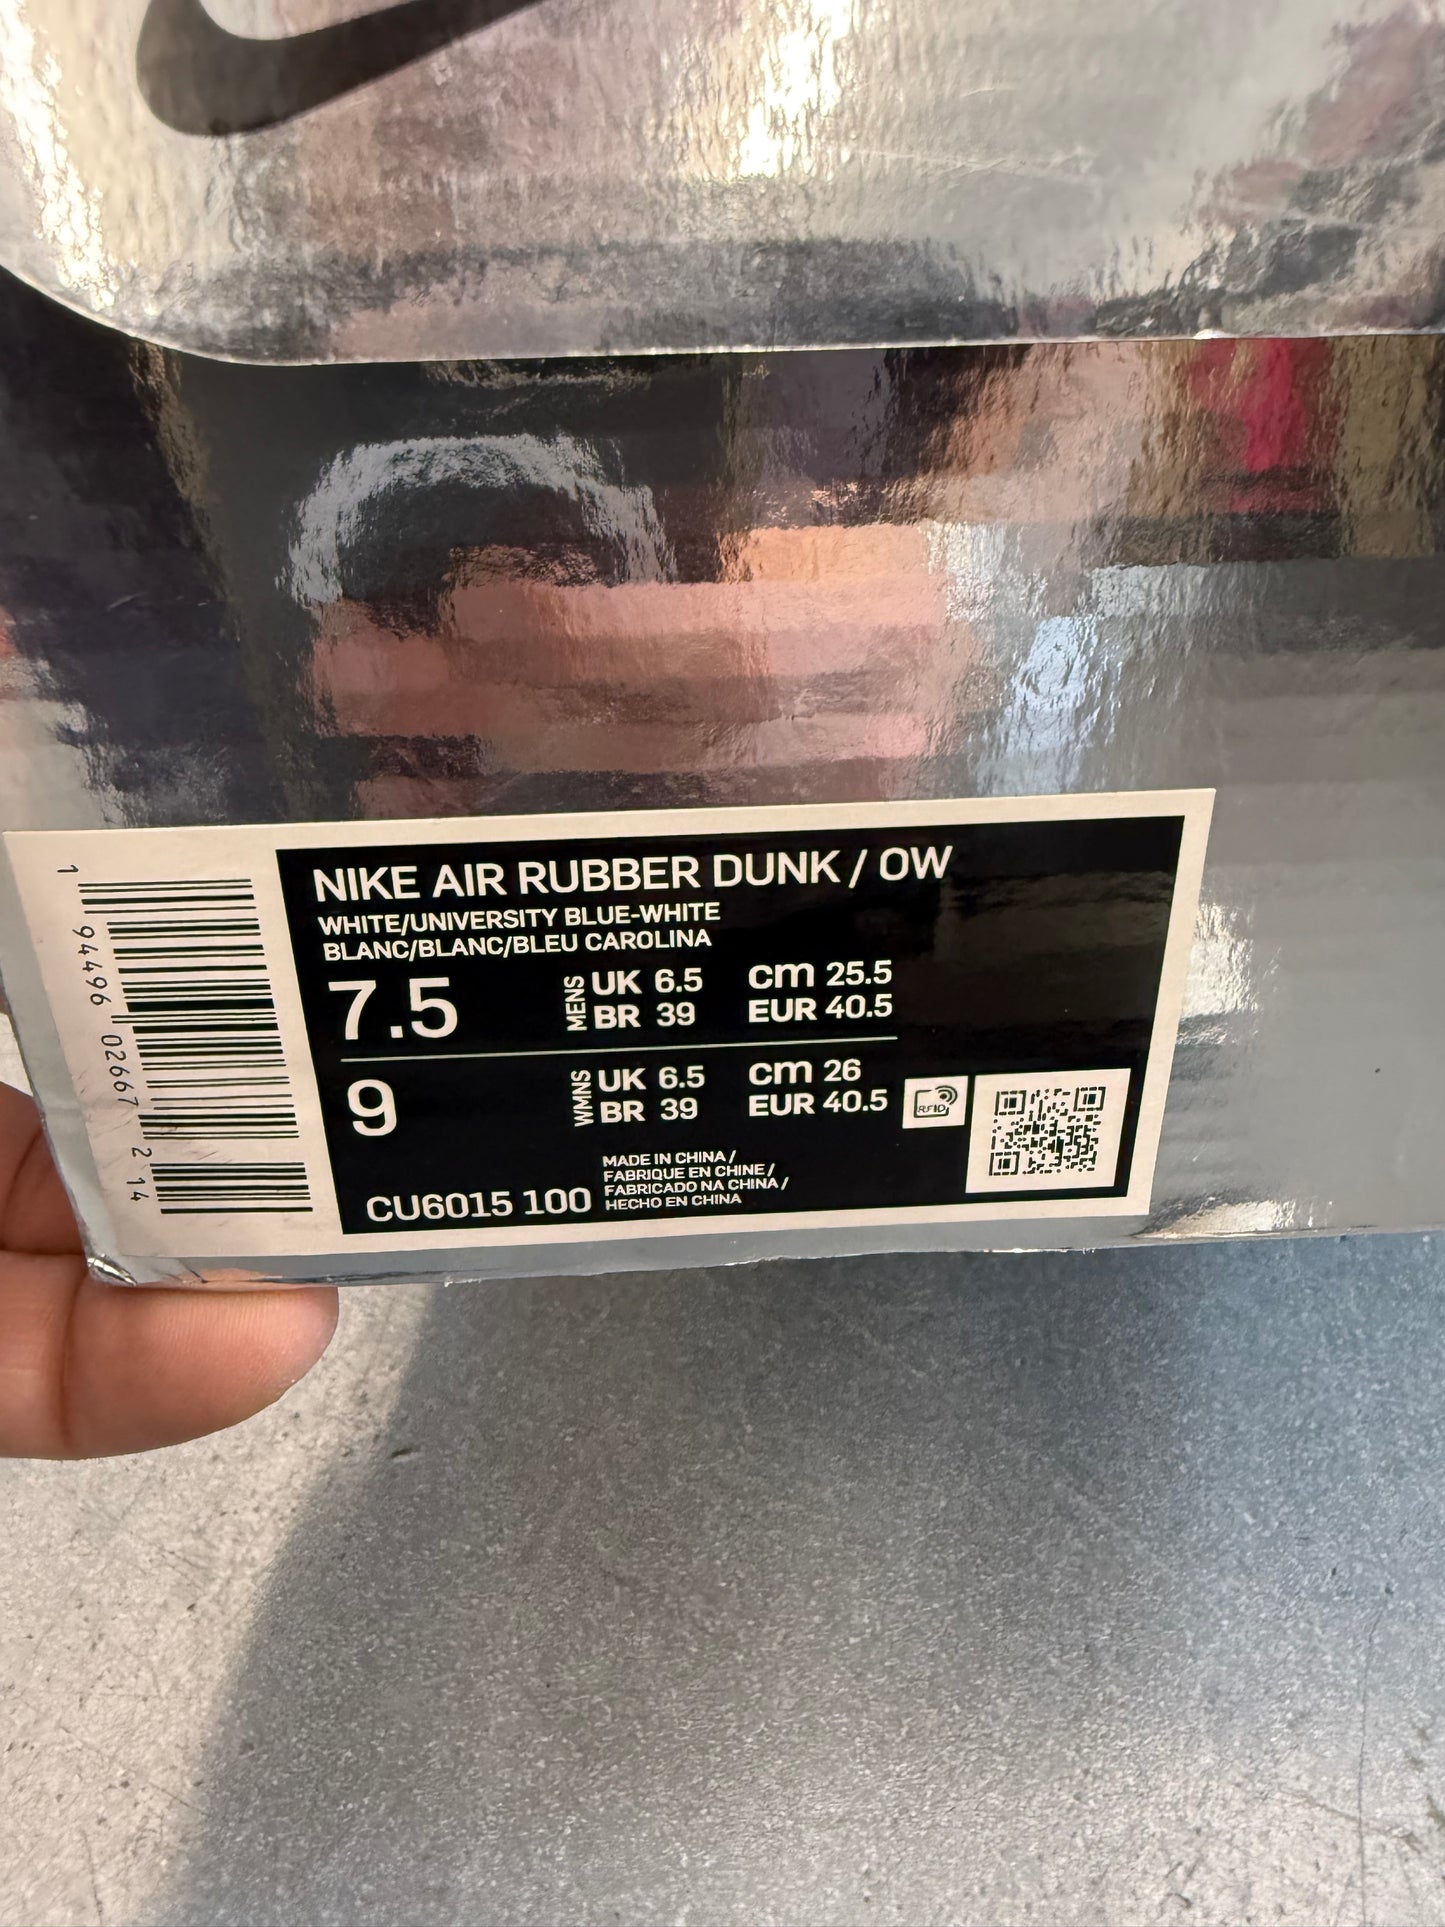 NIKE AIR RUBBER DUNK / OW
WHITE/UNIVERSITY BLUE-WHITE
BLANC/BLANC/BLEU CAROLINA
7.5 MENS UK 6.5 cm 25.5
BR 39 EUR 40.5
9 WMNS UK 6.5 cm 26
BR 39 EUR 40.5
RFID
CU6015 100
MADE IN CHINA /
FABRIQUE EN CHINE /
FABRICADO NA CHINA /
HECHO EN CHINA
1 94496 02667 2 14